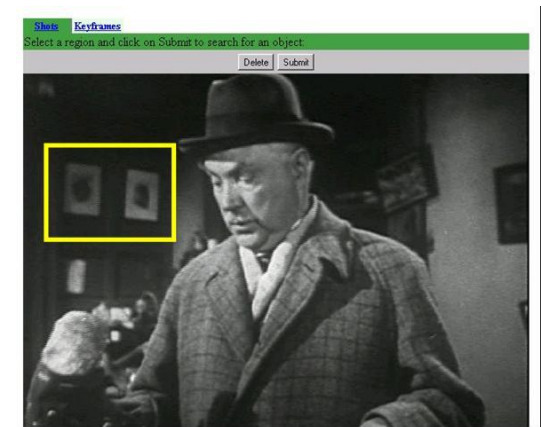 Shots Keyframes
Select a region and click on Submit to search for an object:
Delete Submit